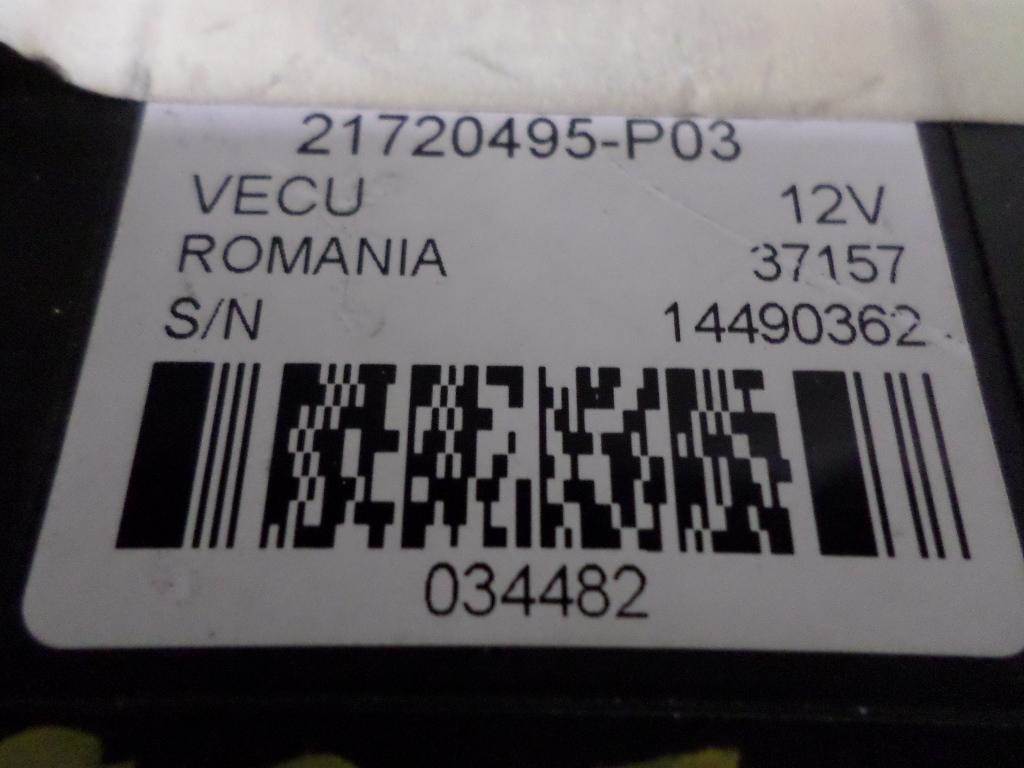 21720495-P03
VECU 12V
ROMANIA 37157
S/N 14490362
034482